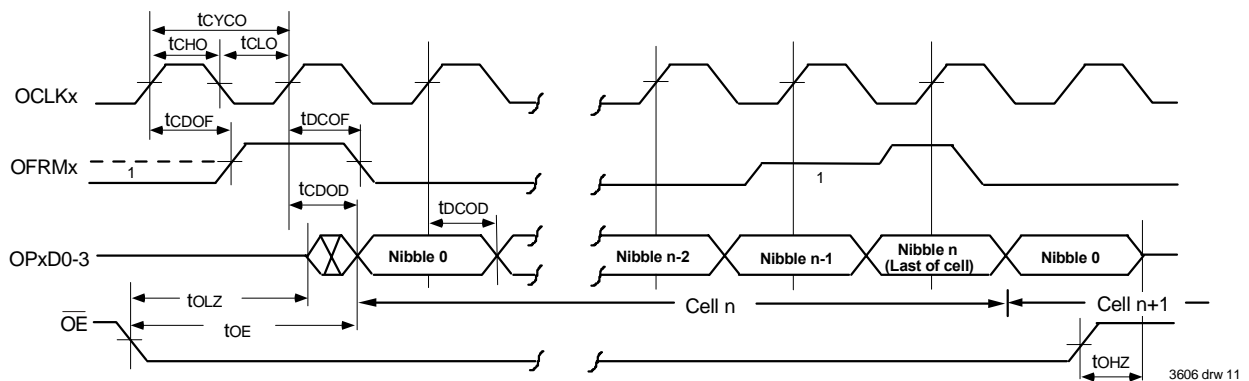 tCYCO
tCHO tCLO
OCLKx
tCDOF tDCOF
OFRMx
1 1
tCDOD
tDCOD
OPxD0-3 Nibble 0 Nibble n-2 Nibble n-1 Nibble n Nibble 0
(Last of cell)
tOLZ Cell n Cell n+1
OE tOE
tOHZ
3606 drw 11